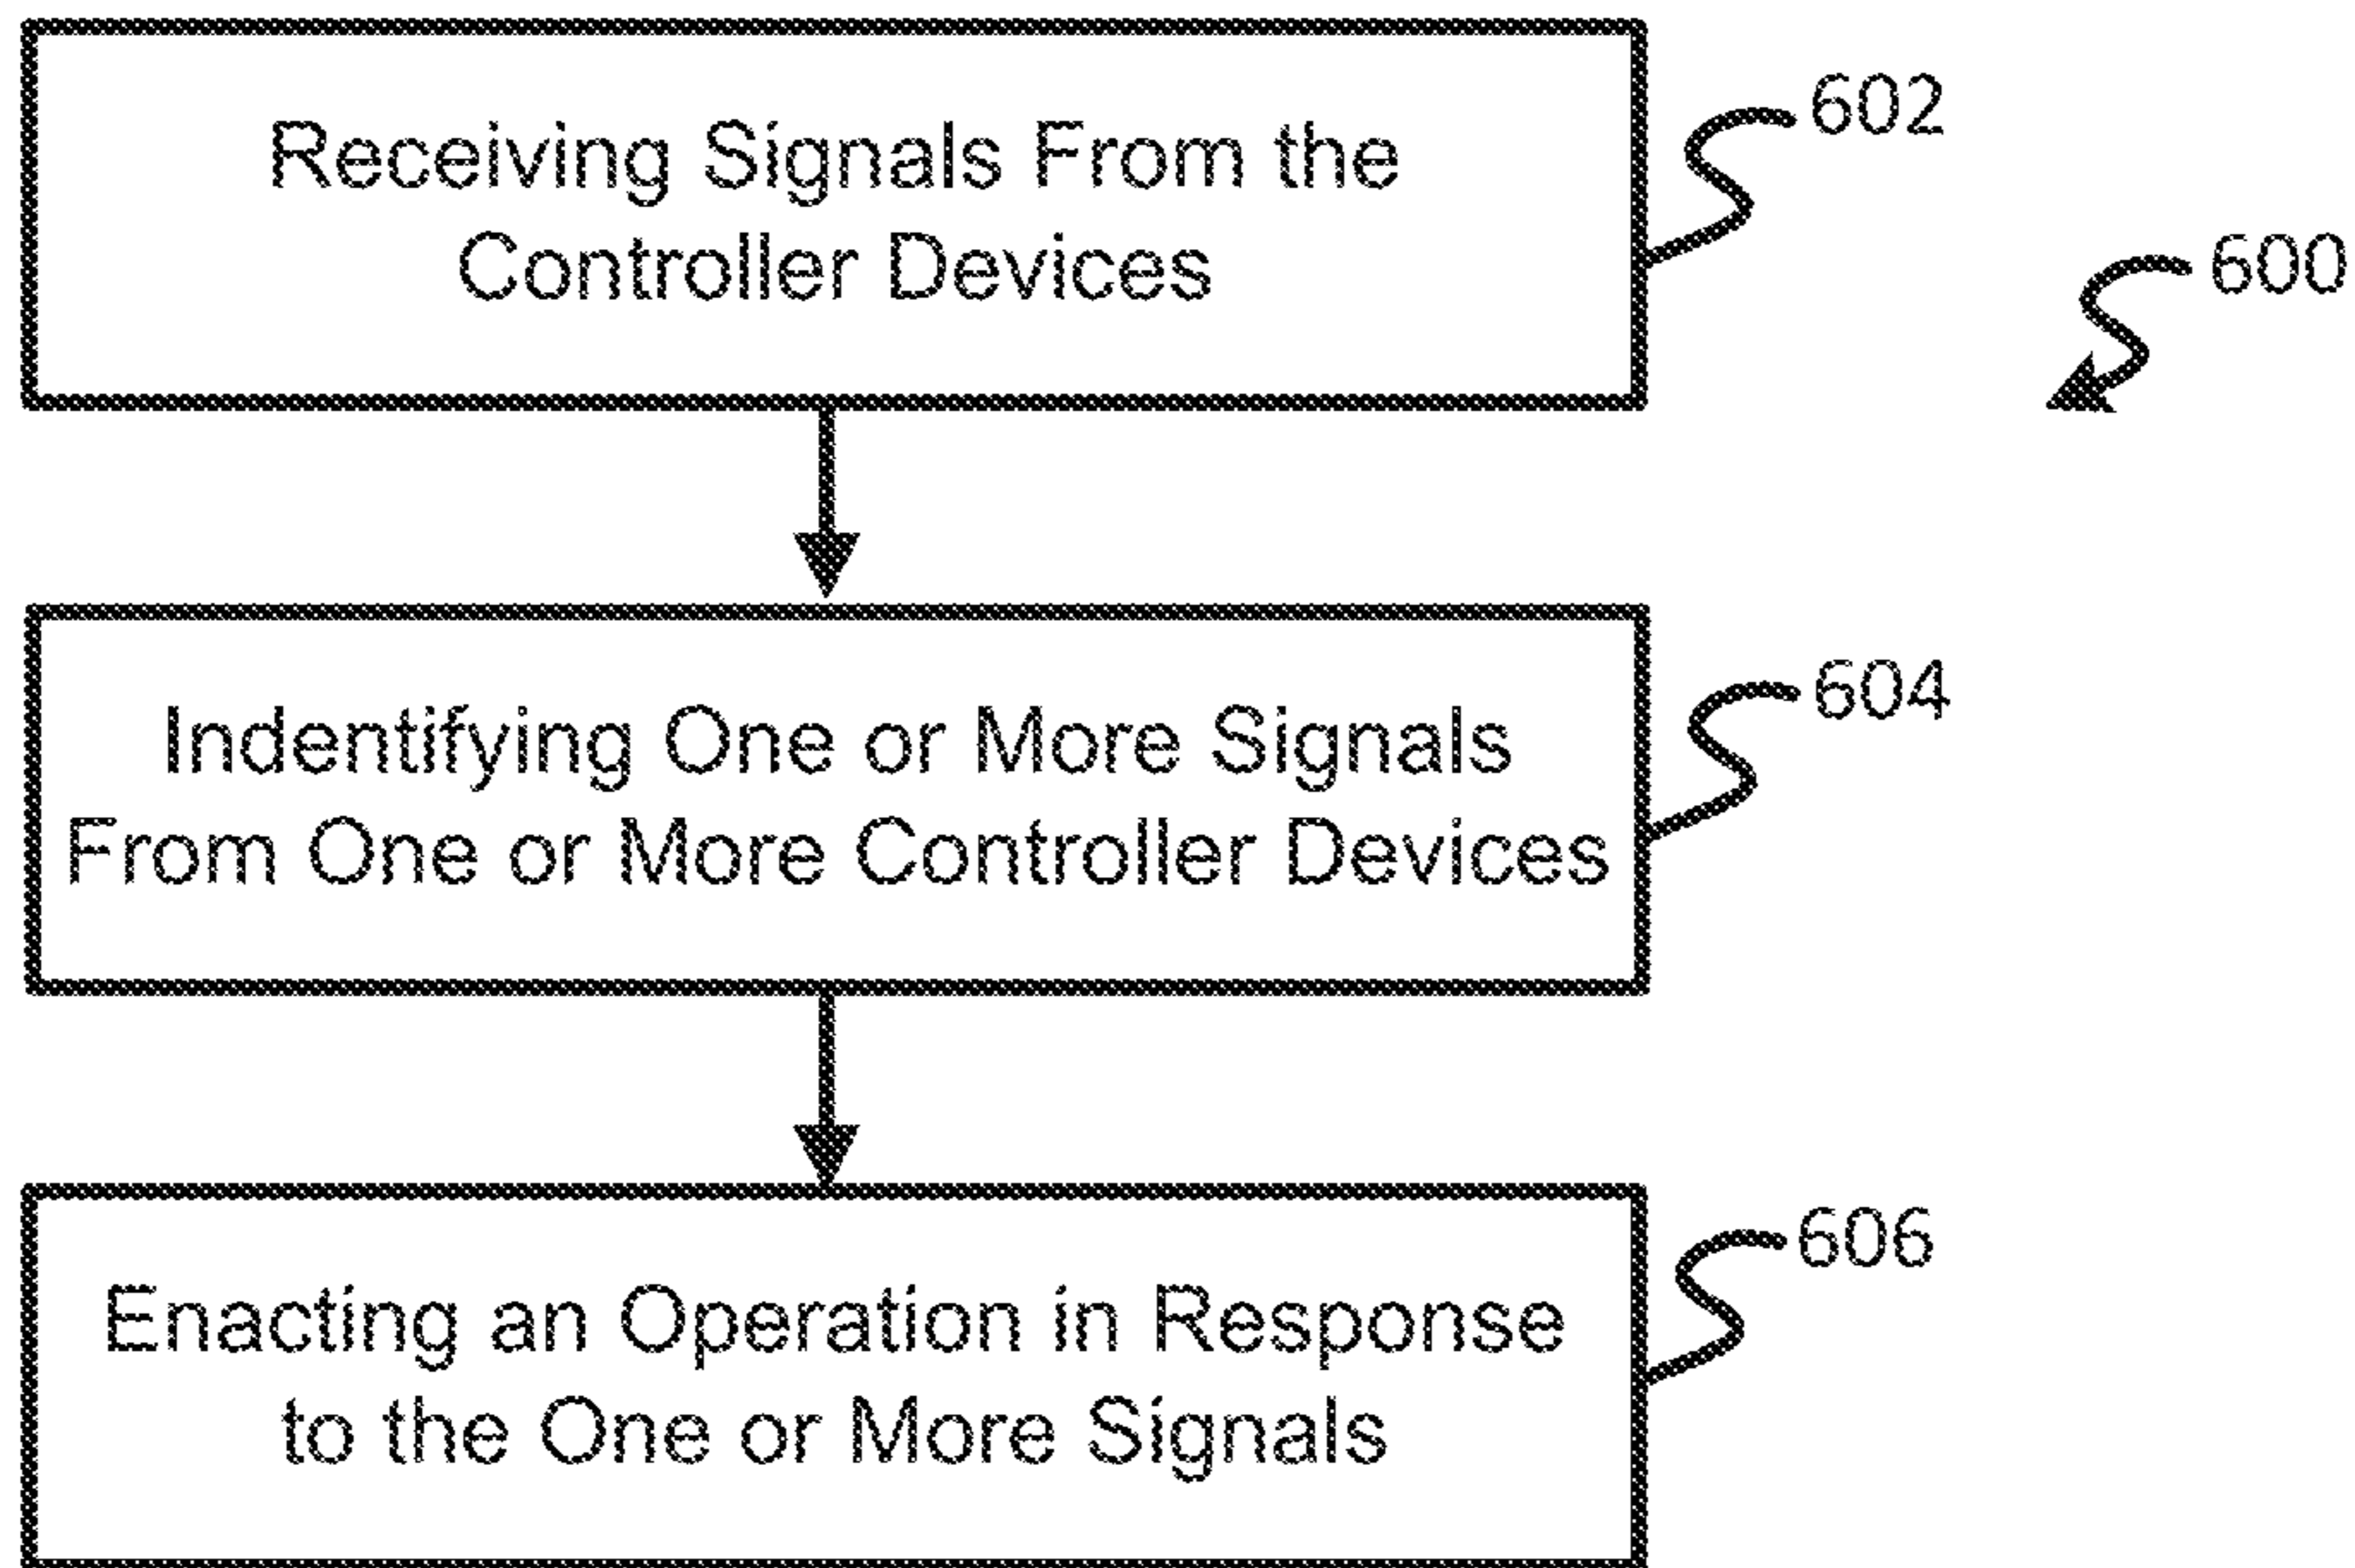 Receiving Signals From the
Controller Devices
602
600
Indentifying One or More Signals
From One or More Controller Devices
604
Enacting an Operation in Response
to the One or More Signals
606